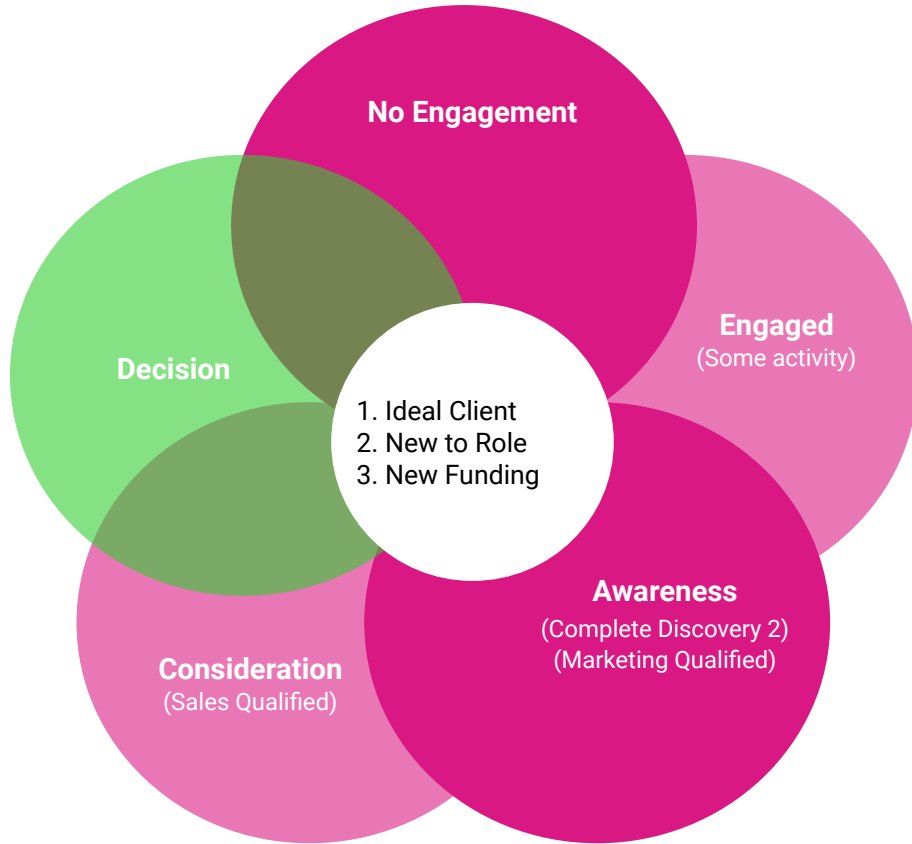 No Engagement
Engaged
(Some activity)
Decision
1. Ideal Client
2. New to Role
3. New Funding
Awareness
(Complete Discovery 2)
(Marketing Qualified)
Consideration
(Sales Qualified)